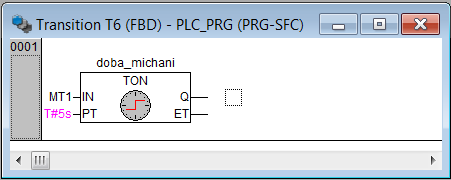 Transition T6 (FBD) - PLC_PRG (PRG-SFC)
0001
doba_michani
TON
MT1 IN Q
T#5s PT ET